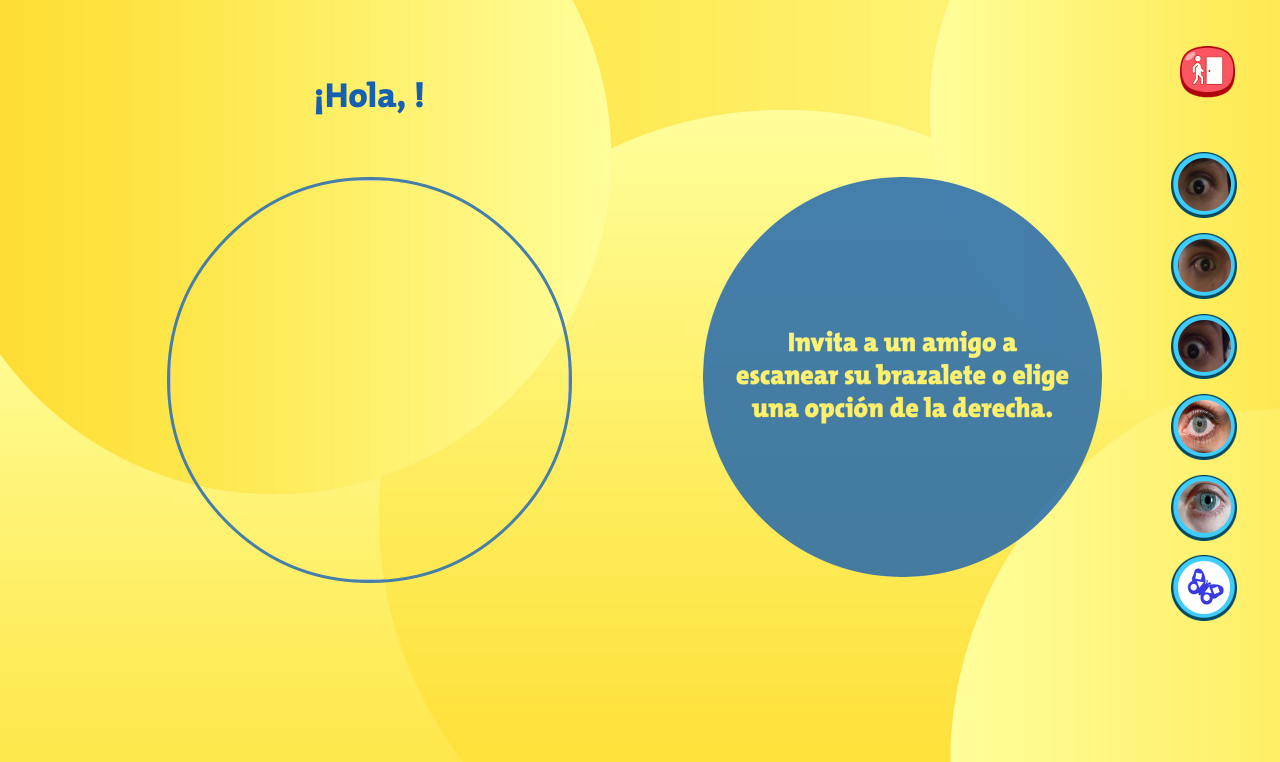 ¡Hola, !
Invita a un amigo a
escanear su brazalete o elige
una opción de la derecha.